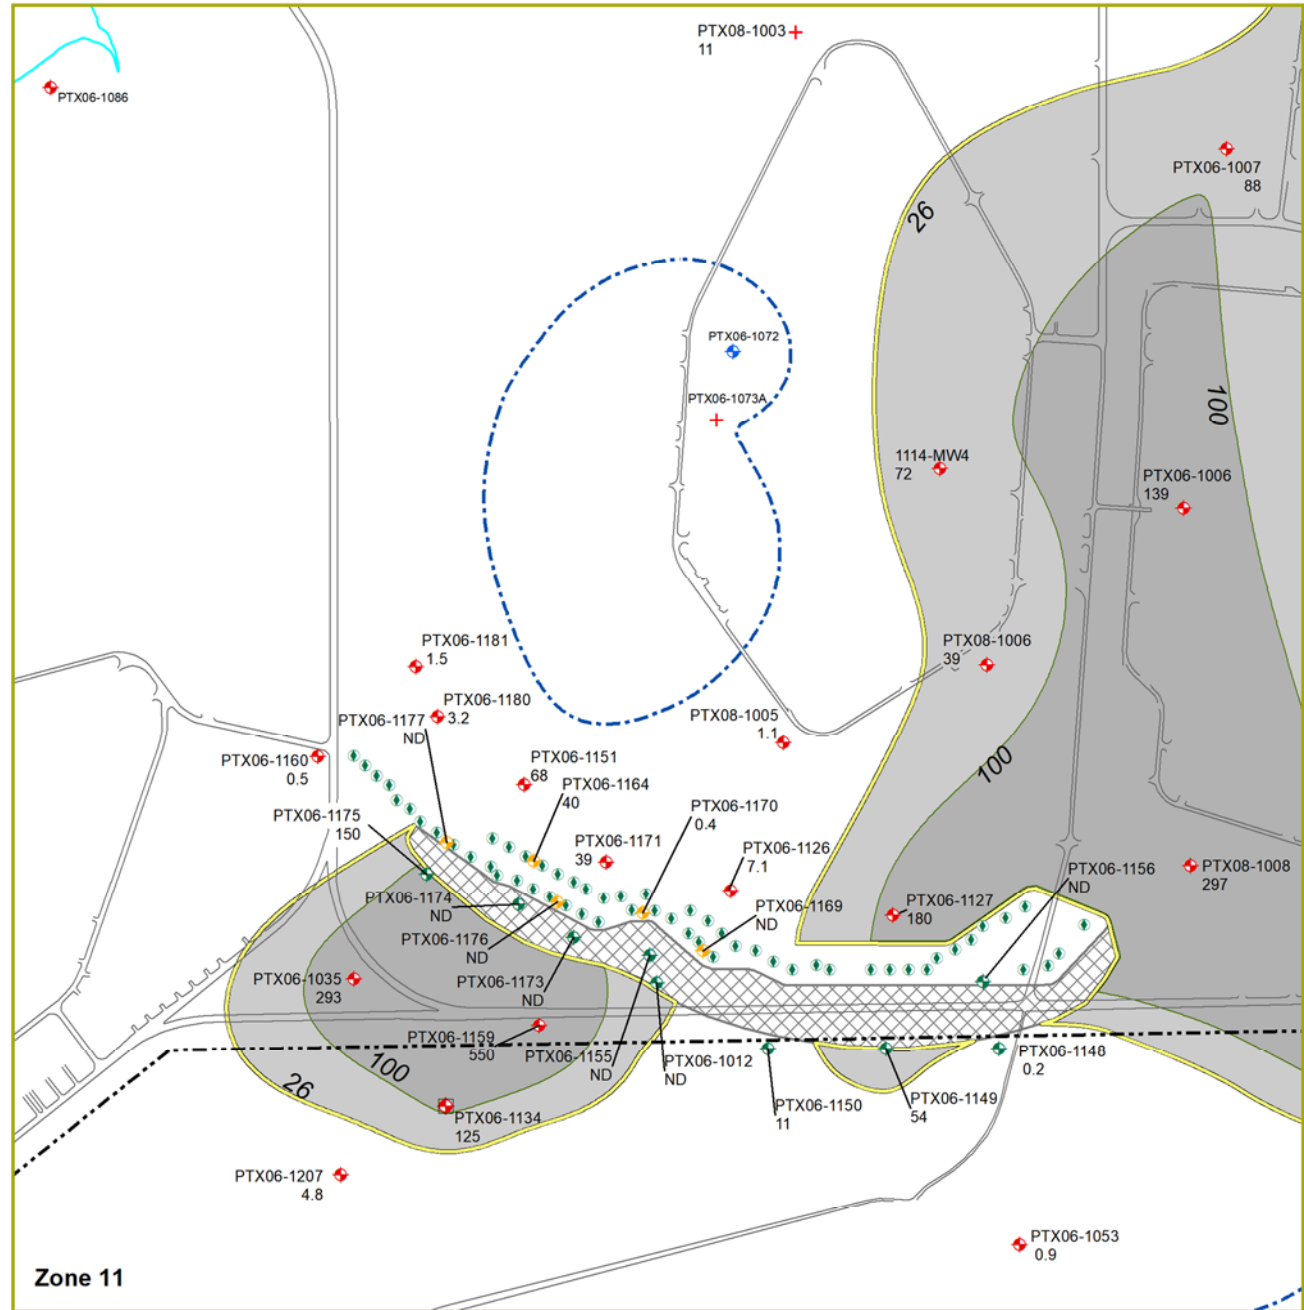 PTX08-1003
11
PTX06-1086
PTX06-1007
88
26
PTX06-1072
PTX06-1073A
100
1114-MW4
72
PTX06-1006
139
PTX06-1181
1.5
PTX08-1006
39
PTX06-1180
3.2
PTX06-1177
ND
PTX08-1005
1.1
PTX06-1160
0.5
PTX06-1151
68
100
PTX06-1164
40
PTX06-1175
150
PTX06-1170
0.4
PTX06-1171
39
PTX06-1126
7.1
PTX06-1156
ND
PTX08-1008
297
PTX06-1174
ND
PTX06-1169
ND
PTX06-1127
180
PTX06-1176
ND
PTX06-1035
293
PTX06-1173
ND
PTX06-1159
550
PTX06-1155
ND
PTX06-1012
ND
PTX06-1148
0.2
100
26
PTX06-1149
54
PTX06-1150
11
PTX06-1134
125
PTX06-1207
4.8
PTX06-1053
0.9
Zone 11